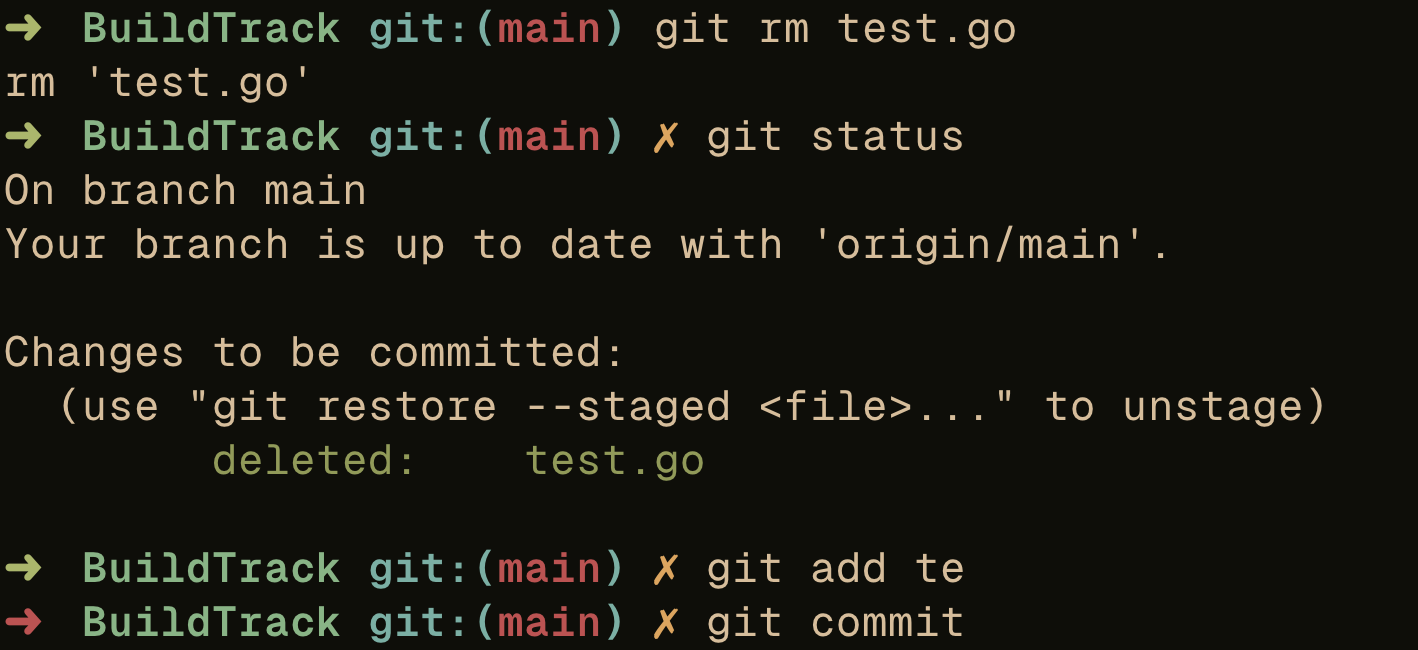 ➜ BuildTrack git:(main) git rm test.go
rm 'test.go'
➜ BuildTrack git:(main) ✗ git status
On branch main
Your branch is up to date with 'origin/main'.
Changes to be committed:
(use "git restore --staged <file>..." to unstage)
deleted: test.go
➜ BuildTrack git:(main) ✗ git add te
➜ BuildTrack git:(main) ✗ git commit